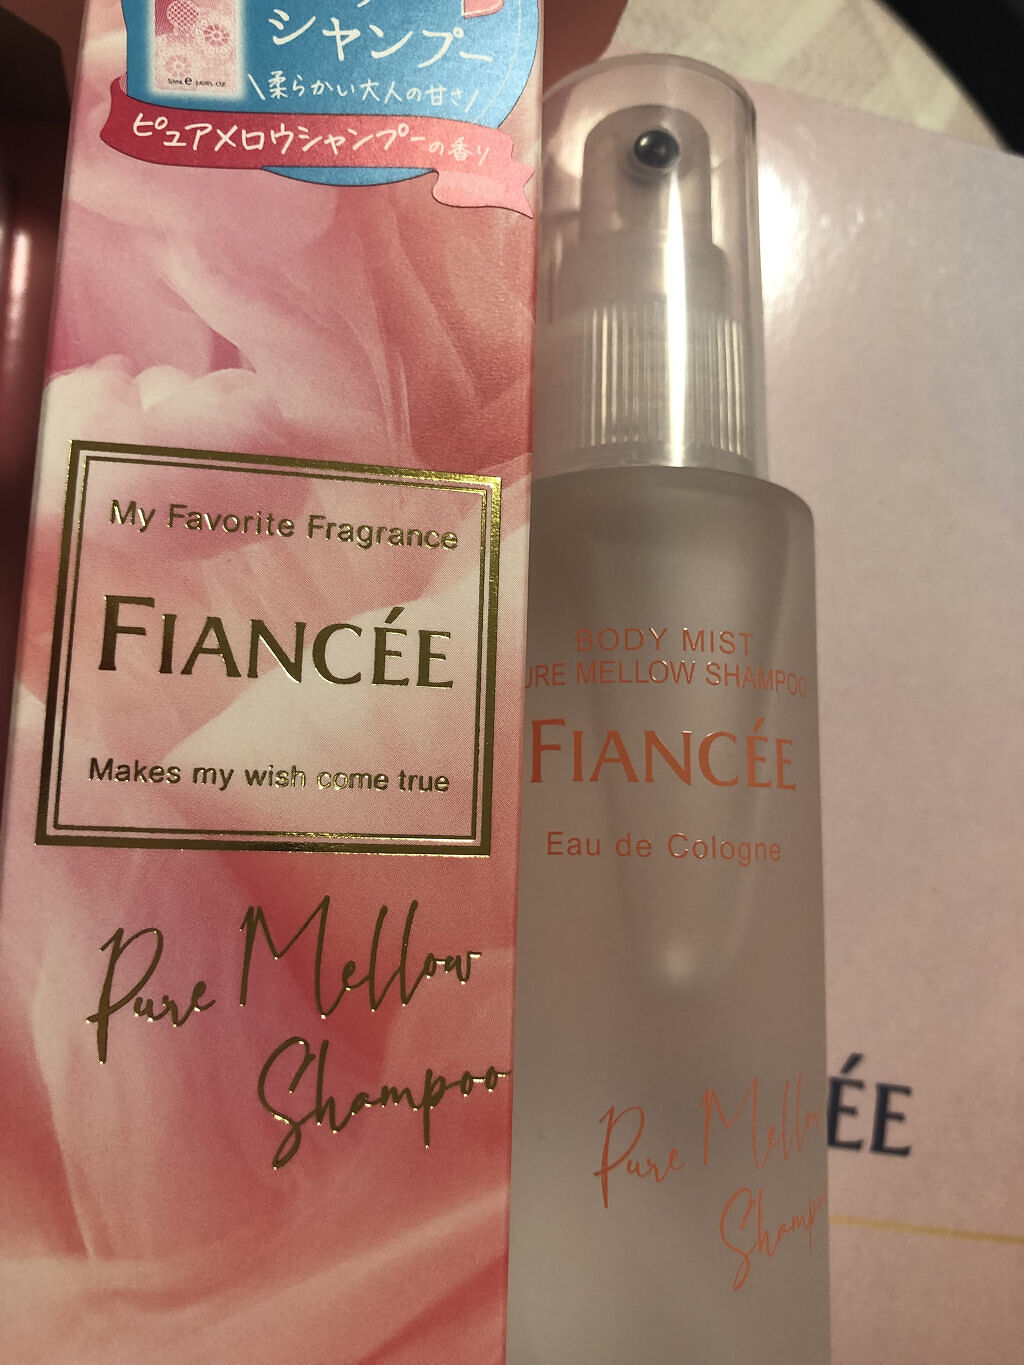 シャンプー
\柔らかい大人の甘さ/
ピュアメロウシャンプーの香り
My Favorite Fragrance
FIANCÉE
Makes my wish come true
Pure Mellow
Shampoo
BODY MIST
URE MELLOW SHAMPOO
FIANCÉE
Eau de Cologne
Pure Mellow
Shampo
ÉE